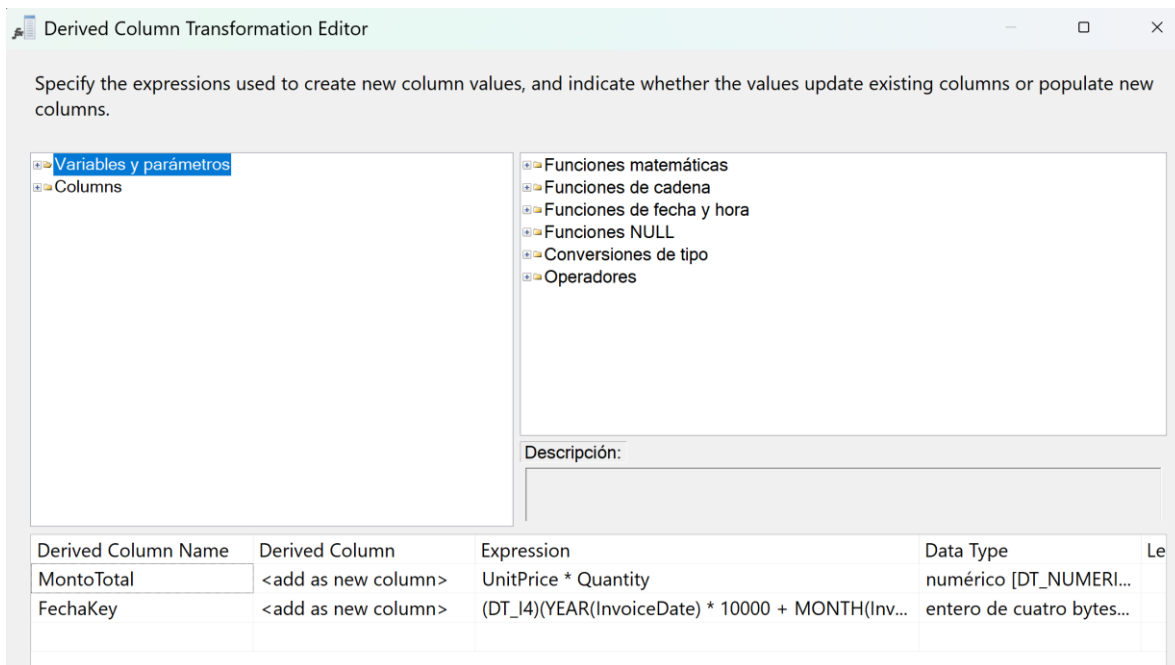 Derived Column Transformation Editor
Specify the expressions used to create new column values, and indicate whether the values update existing columns or populate new
columns.
Variables y parámetros
Columns
Funciones matemáticas
Funciones de cadena
Funciones de fecha y hora
Funciones NULL
Conversiones de tipo
Operadores
Descripción:
Derived Column Name Derived Column Expression Data Type Le
MontoTotal <add as new column> UnitPrice * Quantity numérico [DT_NUMERI...
FechaKey <add as new column> (DT_I4)(YEAR(InvoiceDate) * 10000 + MONTH(Inv... entero de cuatro bytes...